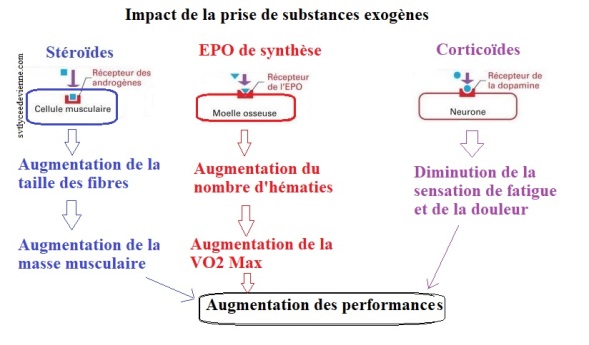 Impact de la prise de substances exogènes
Stéroïdes
Récepteur des
androgènes
Cellule musculaire
Augmentation de la
taille des fibres
Augmentation de la
masse musculaire
EPO de synthèse
Récepteur
de l'EPO
Moelle osseuse
Augmentation du
nombre d'hématies
Augmentation de la
VO2 Max
Corticoïdes
Récepteur de
la dopamine
Neurone
Diminution de la
sensation de fatigue
et de la douleur
Augmentation des performances
svtlyceedevienne.com